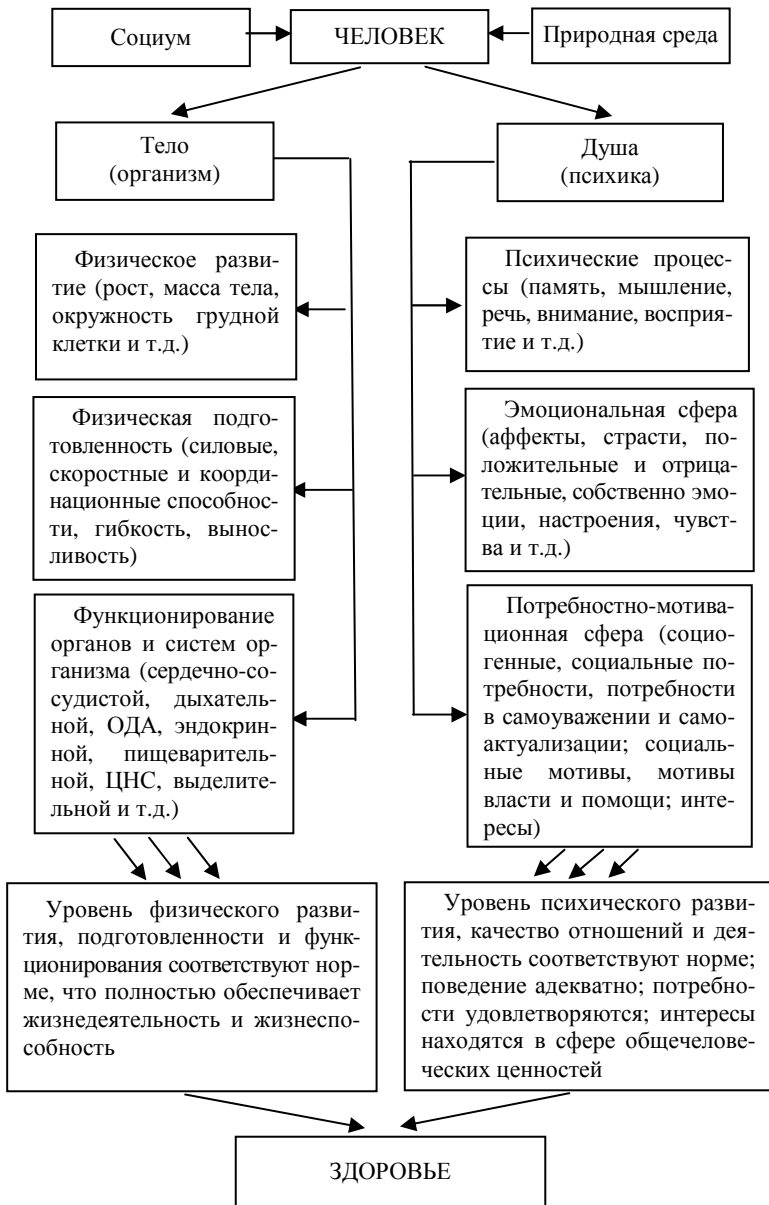 Социум
ЧЕЛОВЕК
Природная среда
Тело
(организм)
Душа
(психика)
Физическое разви-
тие (рост, масса тела,
окружность грудной
клетки и т.д.)
Психические процес-
сы (память, мышление,
речь, внимание, восприя-
тие и т.д.)
Физическая подго-
товленность (силовые,
скоростные и коорди-
национные способнос-
ти, гибкость, вынос-
ливость)
Эмоциональная сфера
(аффекты, страсти, по-
ложительные и отрица-
тельные, собственно эмо-
ции, настроения, чувст-
ва и т.д.)
Функционирование
органов и систем ор-
ганизма (сердечно-со-
судистой, дыхатель-
ной, ОДА, эндокрин-
ной, пищеваритель-
ной, ЦНС, выделите-
льной и т.д.)
Потребностно-мотива-
ционная сфера (социо-
генные, социальные по-
требности, потребности
в самоуважении и само-
актуализации; социаль-
ные мотивы, мотивы
власти и помощи; инте-
ресы)
Уровень физического разви-
тия, подготовленности и функ-
ционирования соответствуют нор-
ме, что полностью обеспечивает
жизнедеятельность и жизнеспо-
собность
Уровень психического разви-
тия, качество отношений и дея-
тельность соответствуют норме;
поведение адекватно; потребно-
сти удовлетворяются; интересы
находятся в сфере общечелове-
ческих ценностей
ЗДОРОВЬЕ